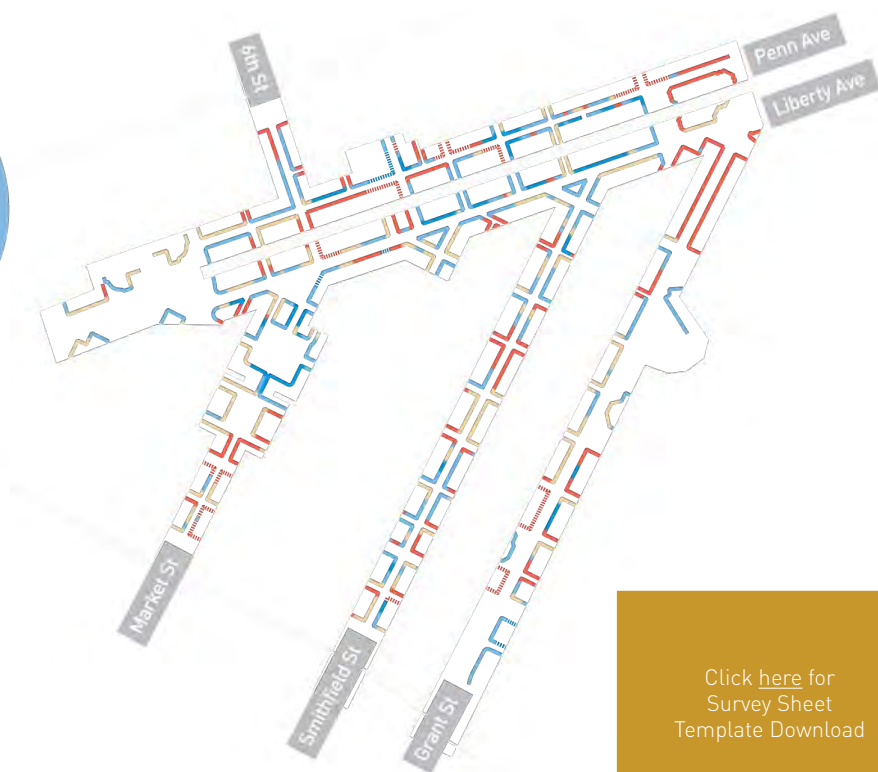 6th St
Penn Ave
Liberty Ave
Market St
Smithfield St
Grant St
Click here for
Survey Sheet
Template Download